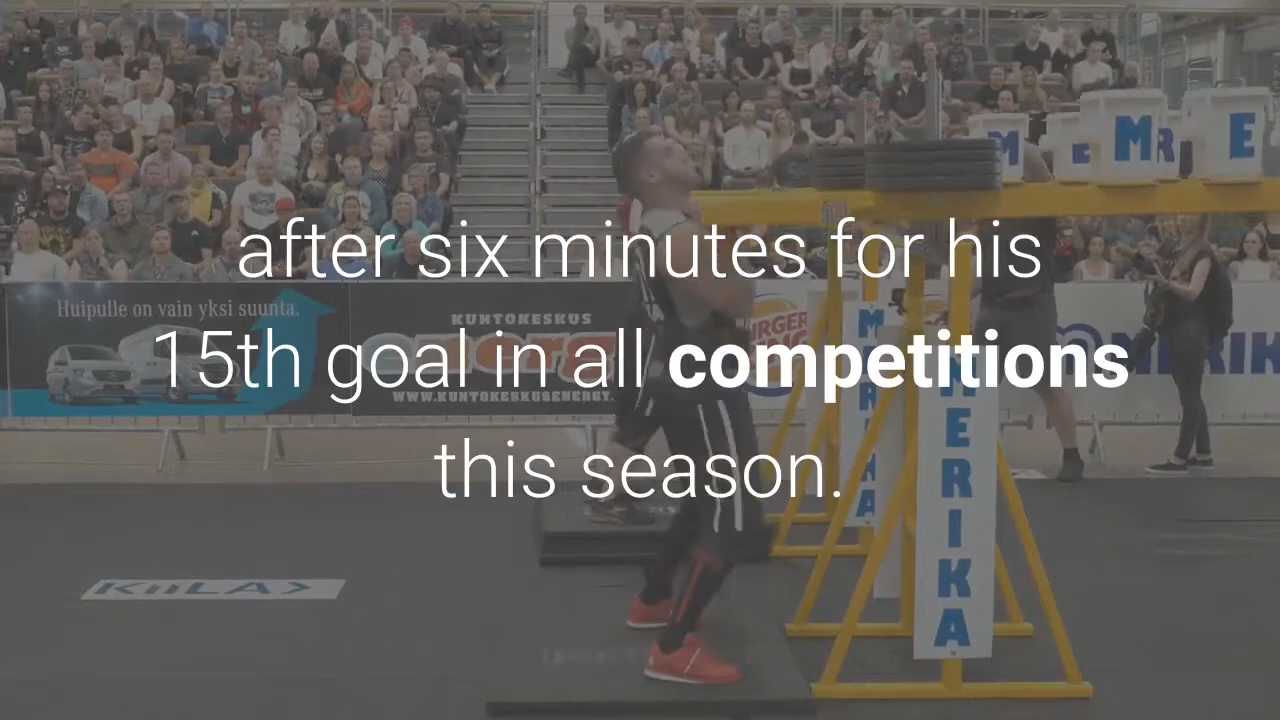 M
E
M
R
E
after six minutes for his
Huipulle on vain yksi suunta.
KUNTOKESKUS
15th goal in all competitions
WWW.KUNTOKESKUSENERGY.
this season.
MERIKA
KiiLA